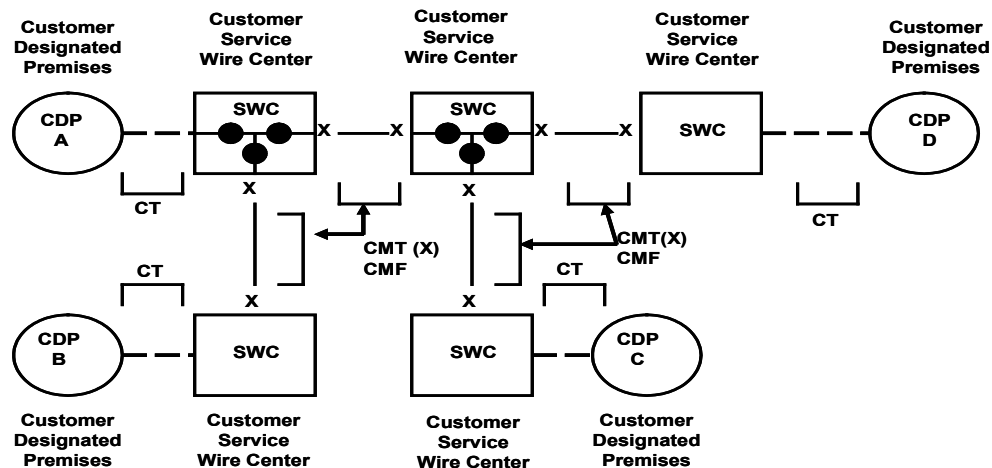 Customer
Designated
Premises
Customer
Service
Wire Center
Customer
Service
Wire Center
Customer
Service
Wire Center
Customer
Designated
Premises
CDP
A
SWC
X
X
SWC
X
X
SWC
CDP
D
CT
X
X
CT
CMT (X)
CMF
CMT(X)
CMF
CT
X
X
CT
CDP
B
SWC
SWC
CDP
C
Customer
Designated
Premises
Customer
Service
Wire Center
Customer
Service
Wire Center
Customer
Designated
Premises